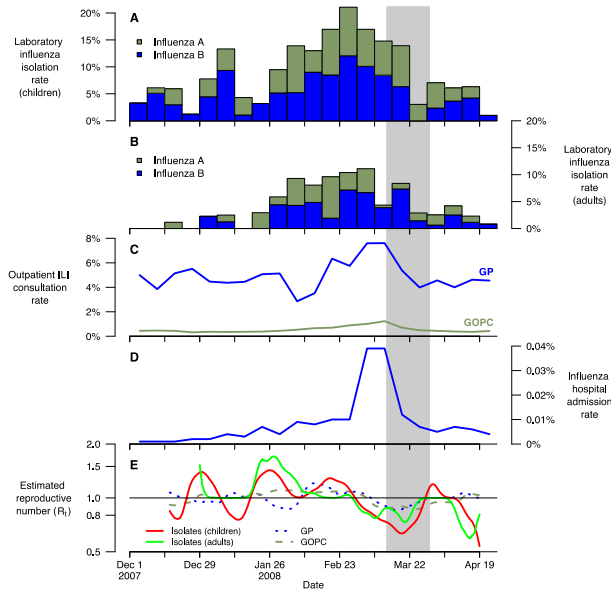 A
20%
15%
10%
5%
0%
Laboratory
influenza
isolation
rate
(children)
Influenza A
Influenza B
B
Influenza A
Influenza B
20%
15%
10%
5%
0%
Laboratory
influenza
isolation rate
(adults)
C
8%
6%
4%
2%
0%
Outpatient ILI
consultation
rate
GP
GOPC
D
0.04%
0.03%
0.02%
0.01%
0%
Influenza
hospital
admission
rate
E
2.0
1.5
1.0
0.8
0.5
Estimated
reproductive
number (Rt)
Isolates (children)
Isolates (adults)
GP
GOPC
Dec 1 Dec 29 Jan 26 Feb 23 Mar 22 Apr 19
2007 2008
Date